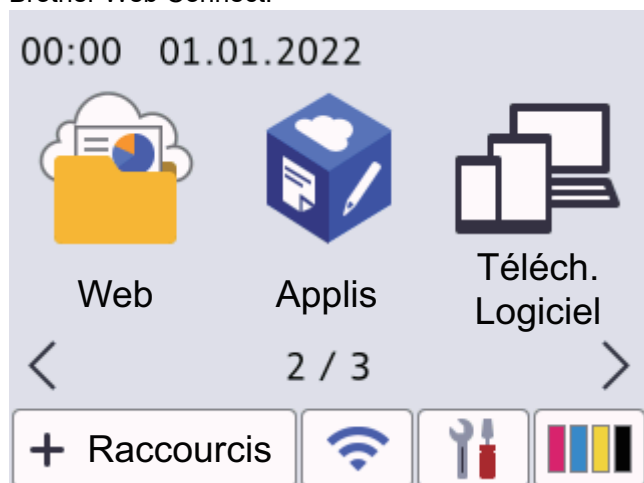 00:00 01.01.2022
Web
Applis
Téléch.
Logiciel
2 / 3
+ Raccourcis